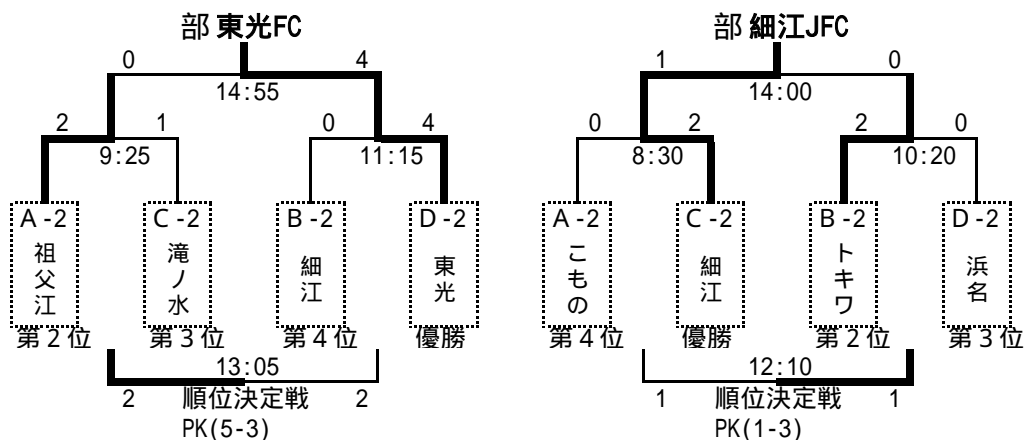 部 東光FC
0 4
14:55
2 1 0 4
9:25 11:15
A-2 C-2 B-2 D-2
祖父江 滝ノ水 細江 東光
第2位 第3位 第4位 優勝
13:05
2 順位決定戦 2
PK(5-3)
部 細江JFC
1 0
14:00
0 2 2 0
8:30 10:20
A-2 C-2 B-2 D-2
こもの 細江 トキワ 浜名
第4位 優勝 第2位 第3位
12:10
1 順位決定戦 1
PK(1-3)